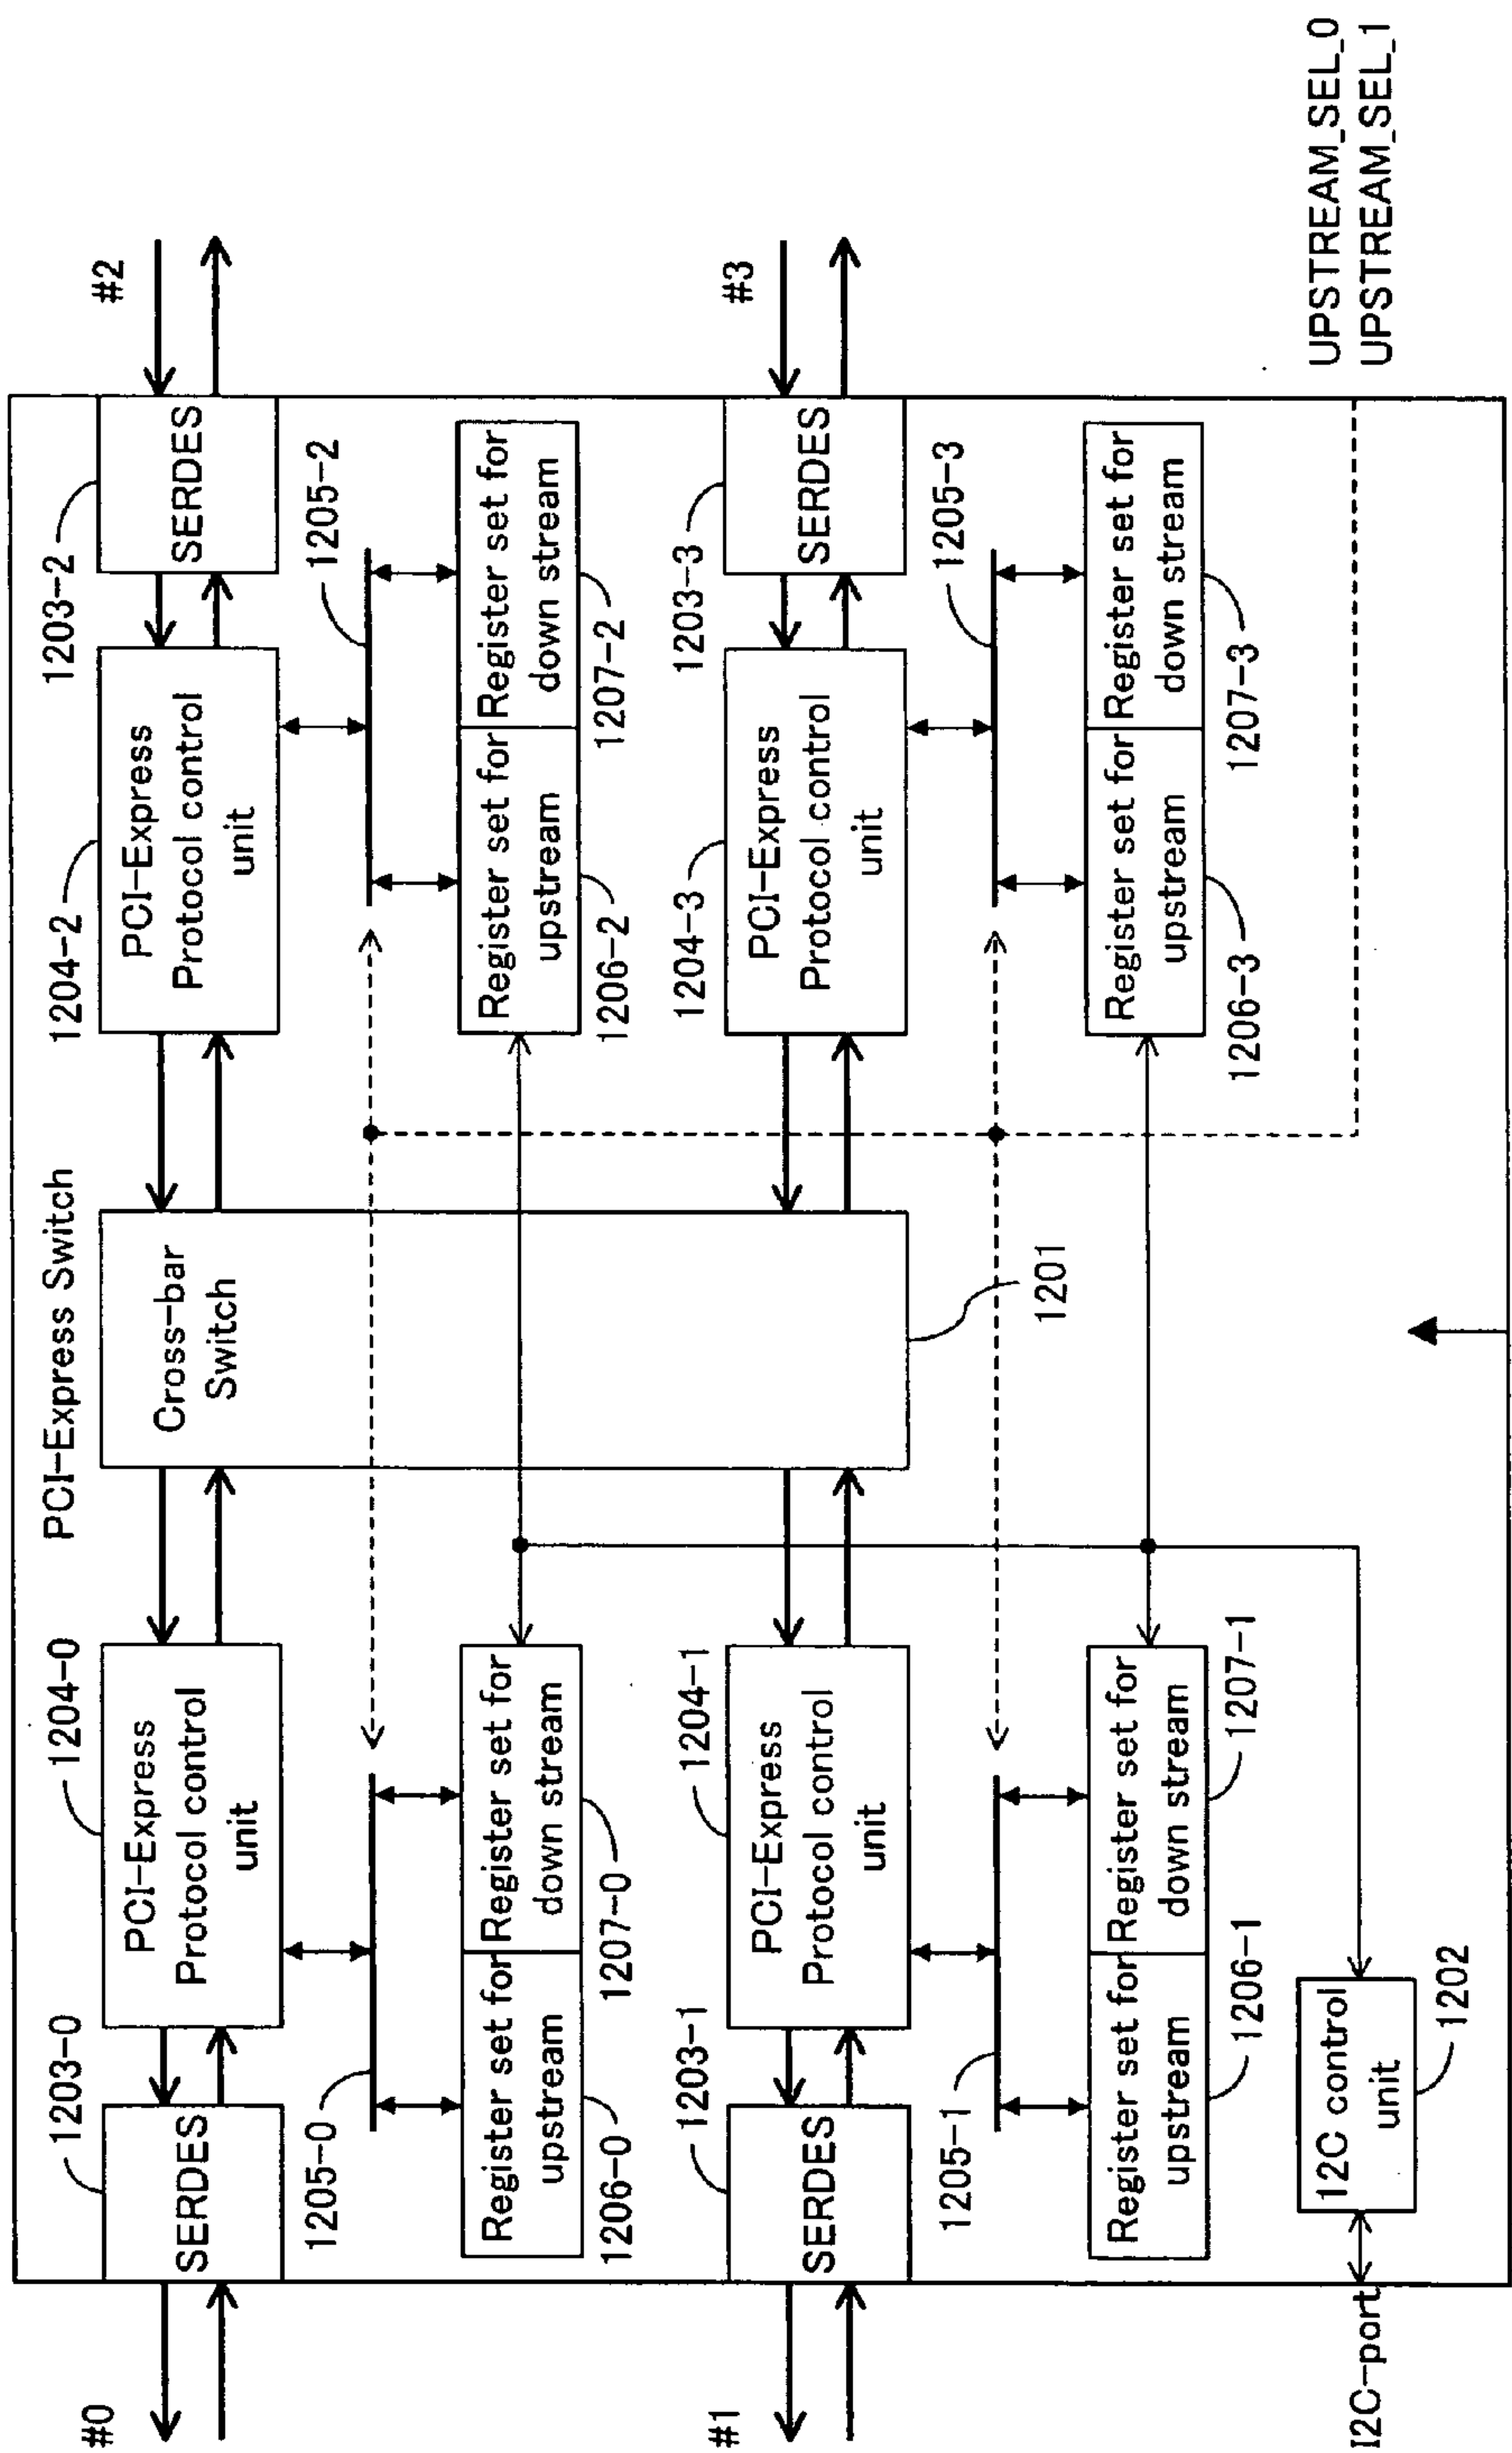 PCI-Express Switch
#0
1203-0
SERDES
1204-0
PCI-Express
Protocol control
unit
Cross-bar
Switch
1204-2
PCI-Express
Protocol control
unit
1203-2
SERDES
#2
1205-0
1205-2
Register set for
upstream
Register set for
down stream
1206-0
1207-0
Register set for
upstream
Register set for
down stream
1206-2
1207-2
#1
1203-1
SERDES
1204-1
PCI-Express
Protocol control
unit
1204-3
PCI-Express
Protocol control
unit
1203-3
SERDES
#3
1205-1
1201
1205-3
Register set for
upstream
Register set for
down stream
1206-1
1207-1
Register set for
upstream
Register set for
down stream
1206-3
1207-3
I2C-port
12C control
unit
1202
UPSTREAM_SEL_0
UPSTREAM_SEL_1